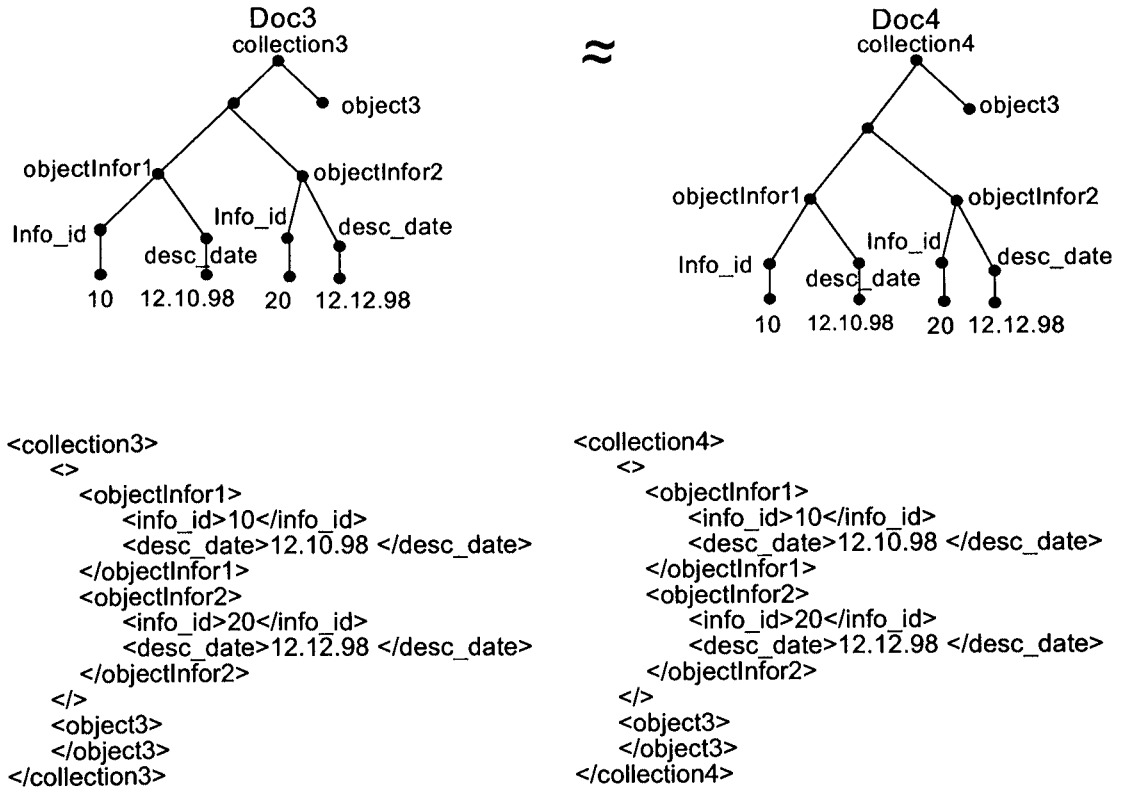 Doc3
collection3
object3
objectInfor1
objectInfor2
Info_id
desc_date
Info_id
desc_date
10
12.10.98
20
12.12.98
≈
Doc4
collection4
object3
objectInfor1
objectInfor2
Info_id
desc_date
Info_id
desc_date
10
12.10.98
20
12.12.98
<collection3>
<>
<objectInfor1>
<info_id>10</info_id>
<desc_date>12.10.98 </desc_date>
</objectInfor1>
<objectInfor2>
<info_id>20</info_id>
<desc_date>12.12.98 </desc_date>
</objectInfor2>
</>
<object3>
</object3>
</collection3>
<collection4>
<>
<objectInfor1>
<info_id>10</info_id>
<desc_date>12.10.98 </desc_date>
</objectInfor1>
<objectInfor2>
<info_id>20</info_id>
<desc_date>12.12.98 </desc_date>
</objectInfor2>
</>
<object3>
</object3>
</collection4>